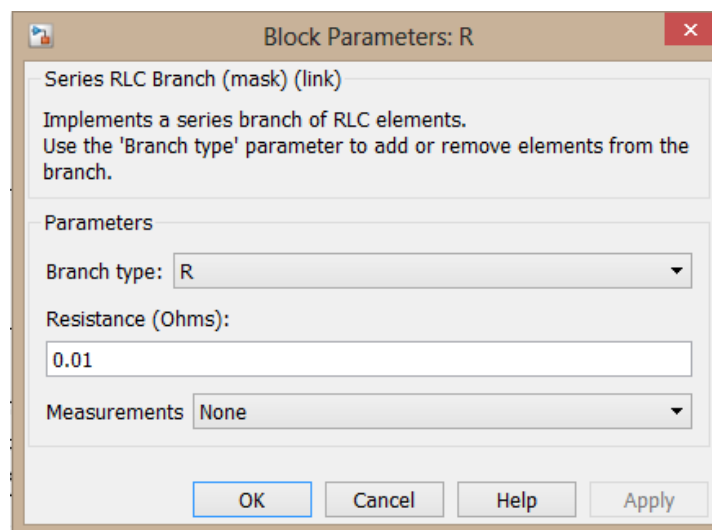 Block Parameters: R
Series RLC Branch (mask) (link)
Implements a series branch of RLC elements.
Use the 'Branch type' parameter to add or remove elements from the
branch.
Parameters
Branch type: R
Resistance (Ohms):
0.01
Measurements None
OK Cancel Help Apply